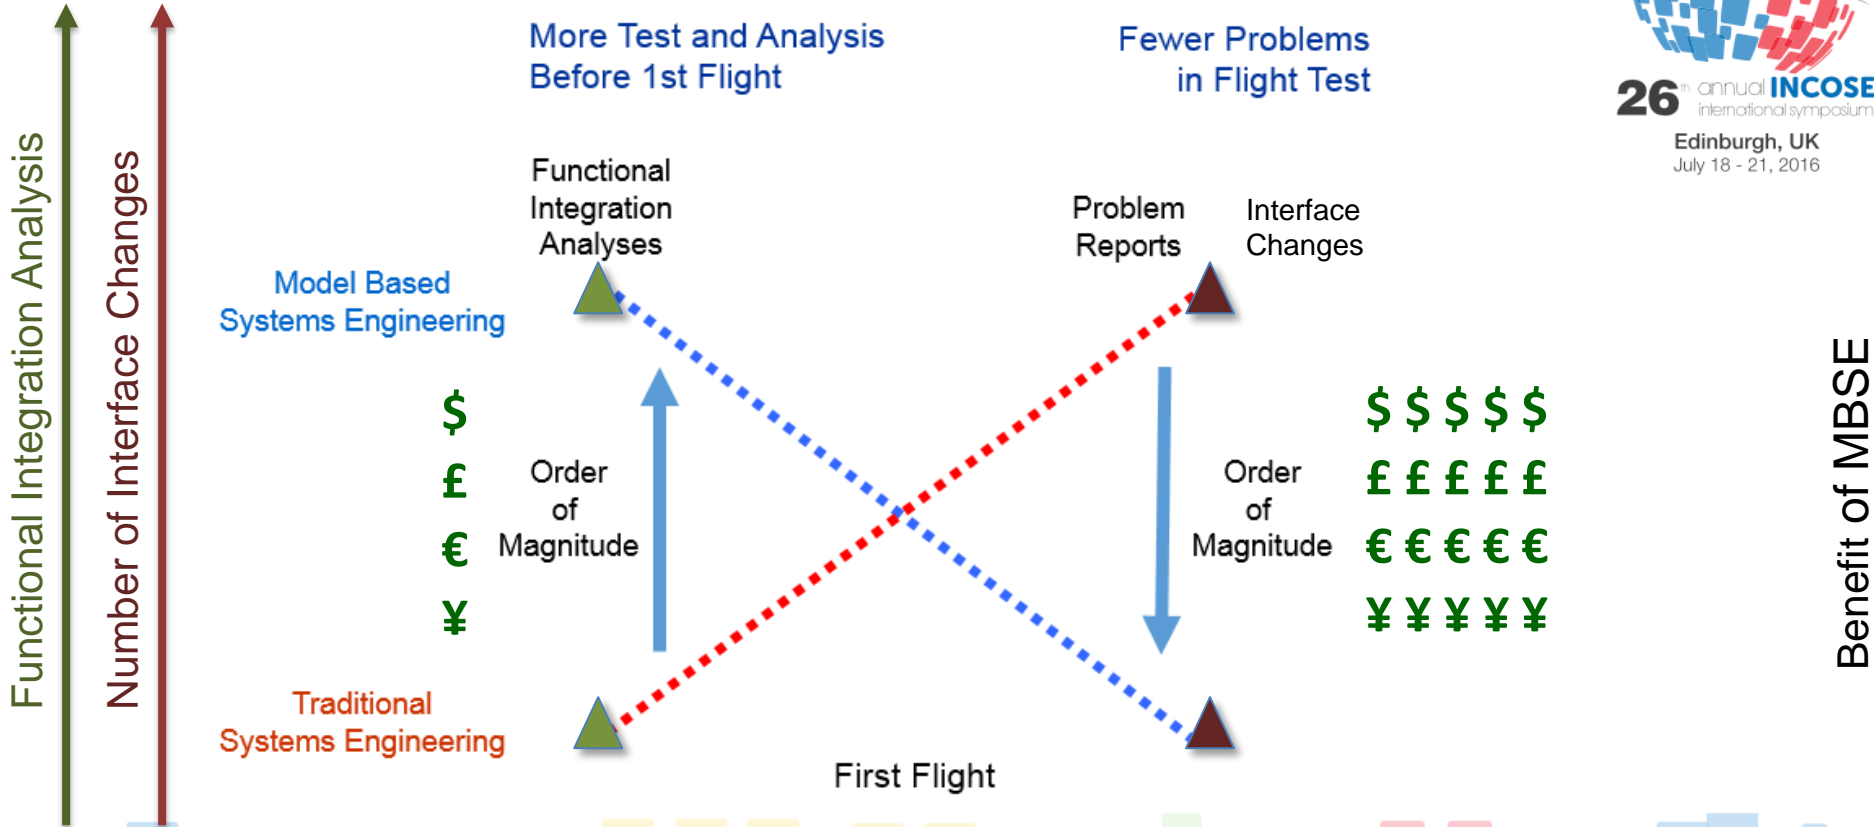 Functional Integration Analysis
Number of Interface Changes
More Test and Analysis
Before 1st Flight
Fewer Problems
in Flight Test
26th annual INCOSE
international symposium
Edinburgh, UK
July 18 - 21, 2016
Functional
Integration
Analyses
Problem
Reports
Interface
Changes
Model Based
Systems Engineering
$
£
€
¥
Order
of
Magnitude
Order
of
Magnitude
$ $ $ $ $
£ £ £ £ £
€ € € € €
¥ ¥ ¥ ¥ ¥
Benefit of MBSE
Traditional
Systems Engineering
First Flight